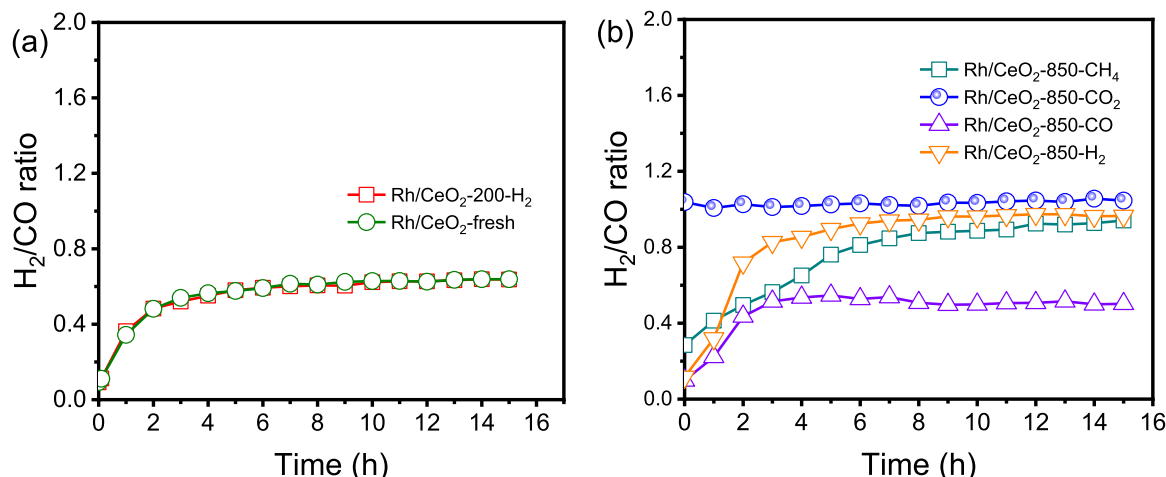 (a)
2.0
1.6
1.2
0.8
0.4
0.0
H₂/CO ratio
Rh/CeO₂-200-H₂
Rh/CeO₂-fresh
0 2 4 6 8 10 12 14 16
Time (h)
(b)
2.0
1.6
1.2
0.8
0.4
0.0
H₂/CO ratio
Rh/CeO₂-850-CH₄
Rh/CeO₂-850-CO₂
Rh/CeO₂-850-CO
Rh/CeO₂-850-H₂
0 2 4 6 8 10 12 14 16
Time (h)